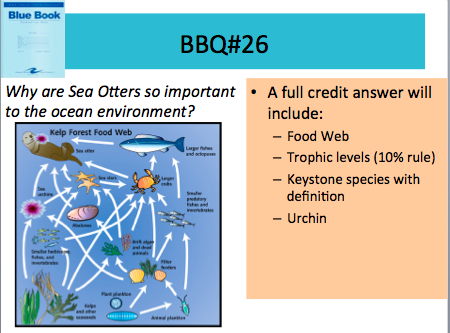 Blue Book
BBQ#26
Why are Sea Otters so important
to the ocean environment?
Kelp Forest Food Web
Sea otter
Larger fishes
and octopuses
Sea stars
Larger
crabs
Sea
urchins
Smaller
predatory
fishes and
invertebrates
Abalones
Drift algae
and dead
animals
Smaller herbivores,
fishes, and
invertebrates
Filter
feeders
Kelps
and other
seaweeds
Plant plankton
Animal plankton
• A full credit answer will
include:
– Food Web
– Trophic levels (10% rule)
– Keystone species with
definition
– Urchin